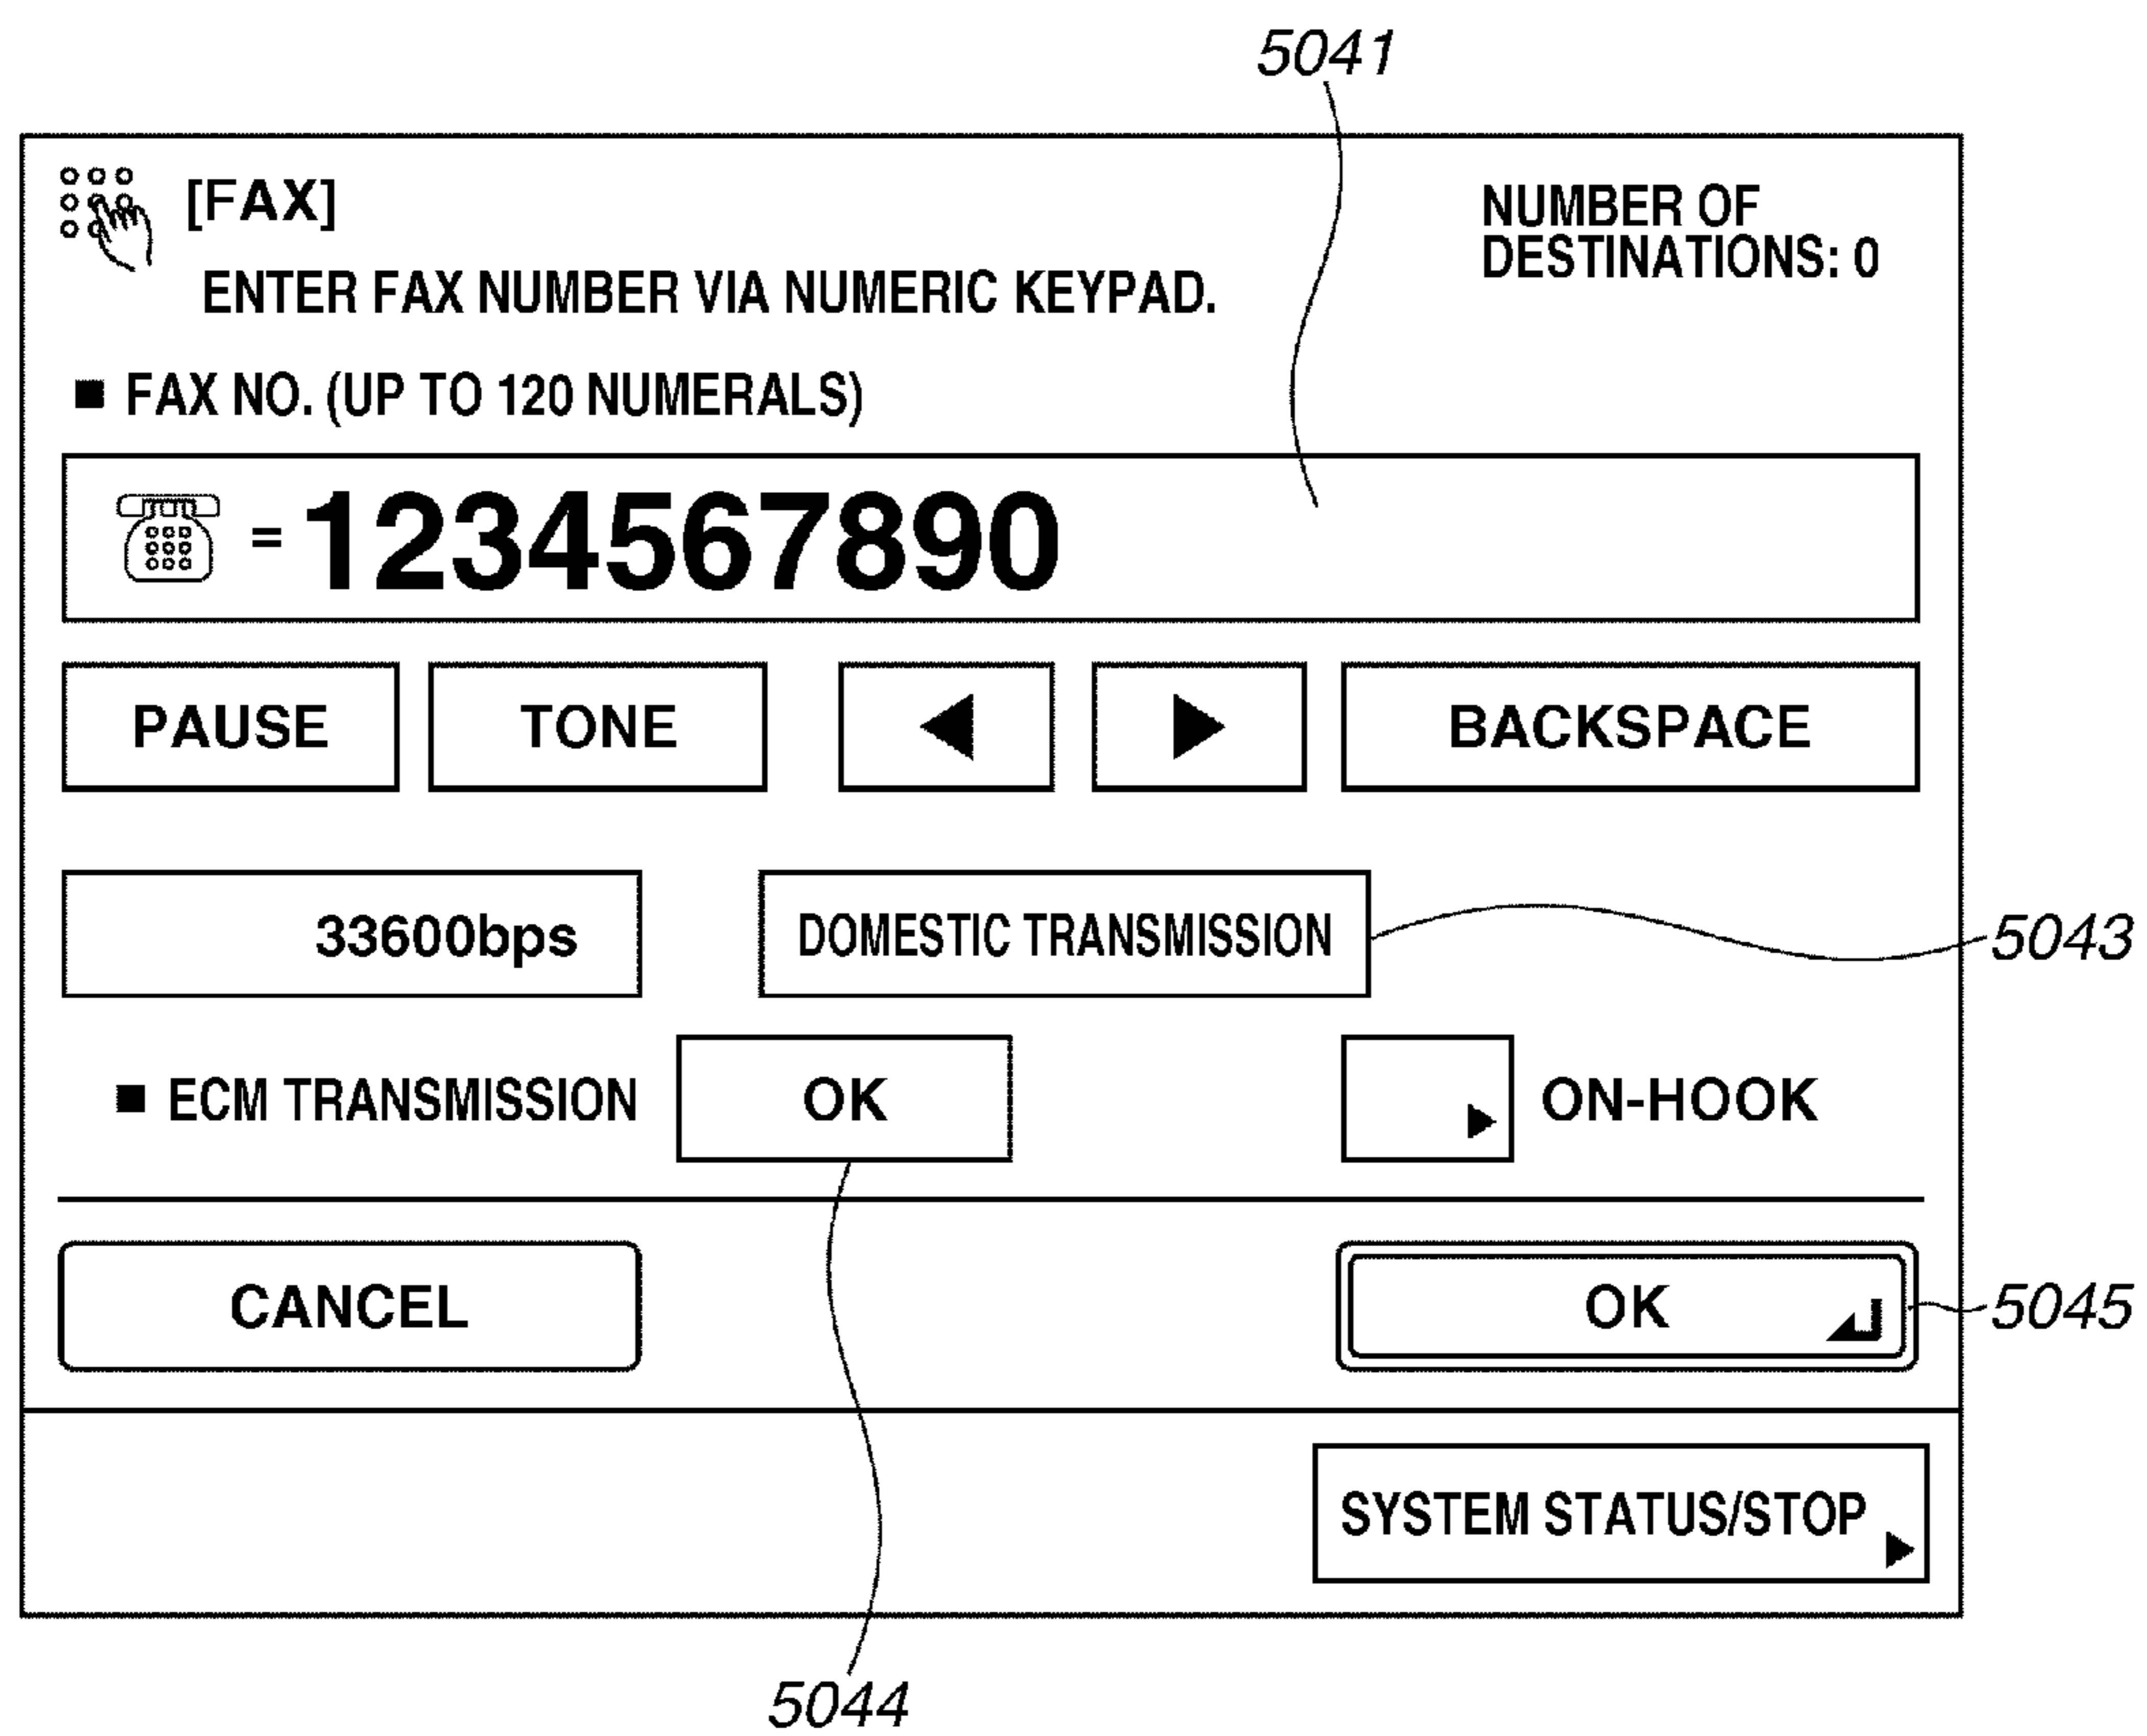 5041
[FAX]
NUMBER OF
DESTINATIONS: 0
ENTER FAX NUMBER VIA NUMERIC KEYPAD.
■ FAX NO. (UP TO 120 NUMERALS)
= 1234567890
PAUSE TONE ◀ ▶ BACKSPACE
33600bps DOMESTIC TRANSMISSION 5043
■ ECM TRANSMISSION OK ▶ ON-HOOK
CANCEL OK 5045
SYSTEM STATUS/STOP ▶
5044